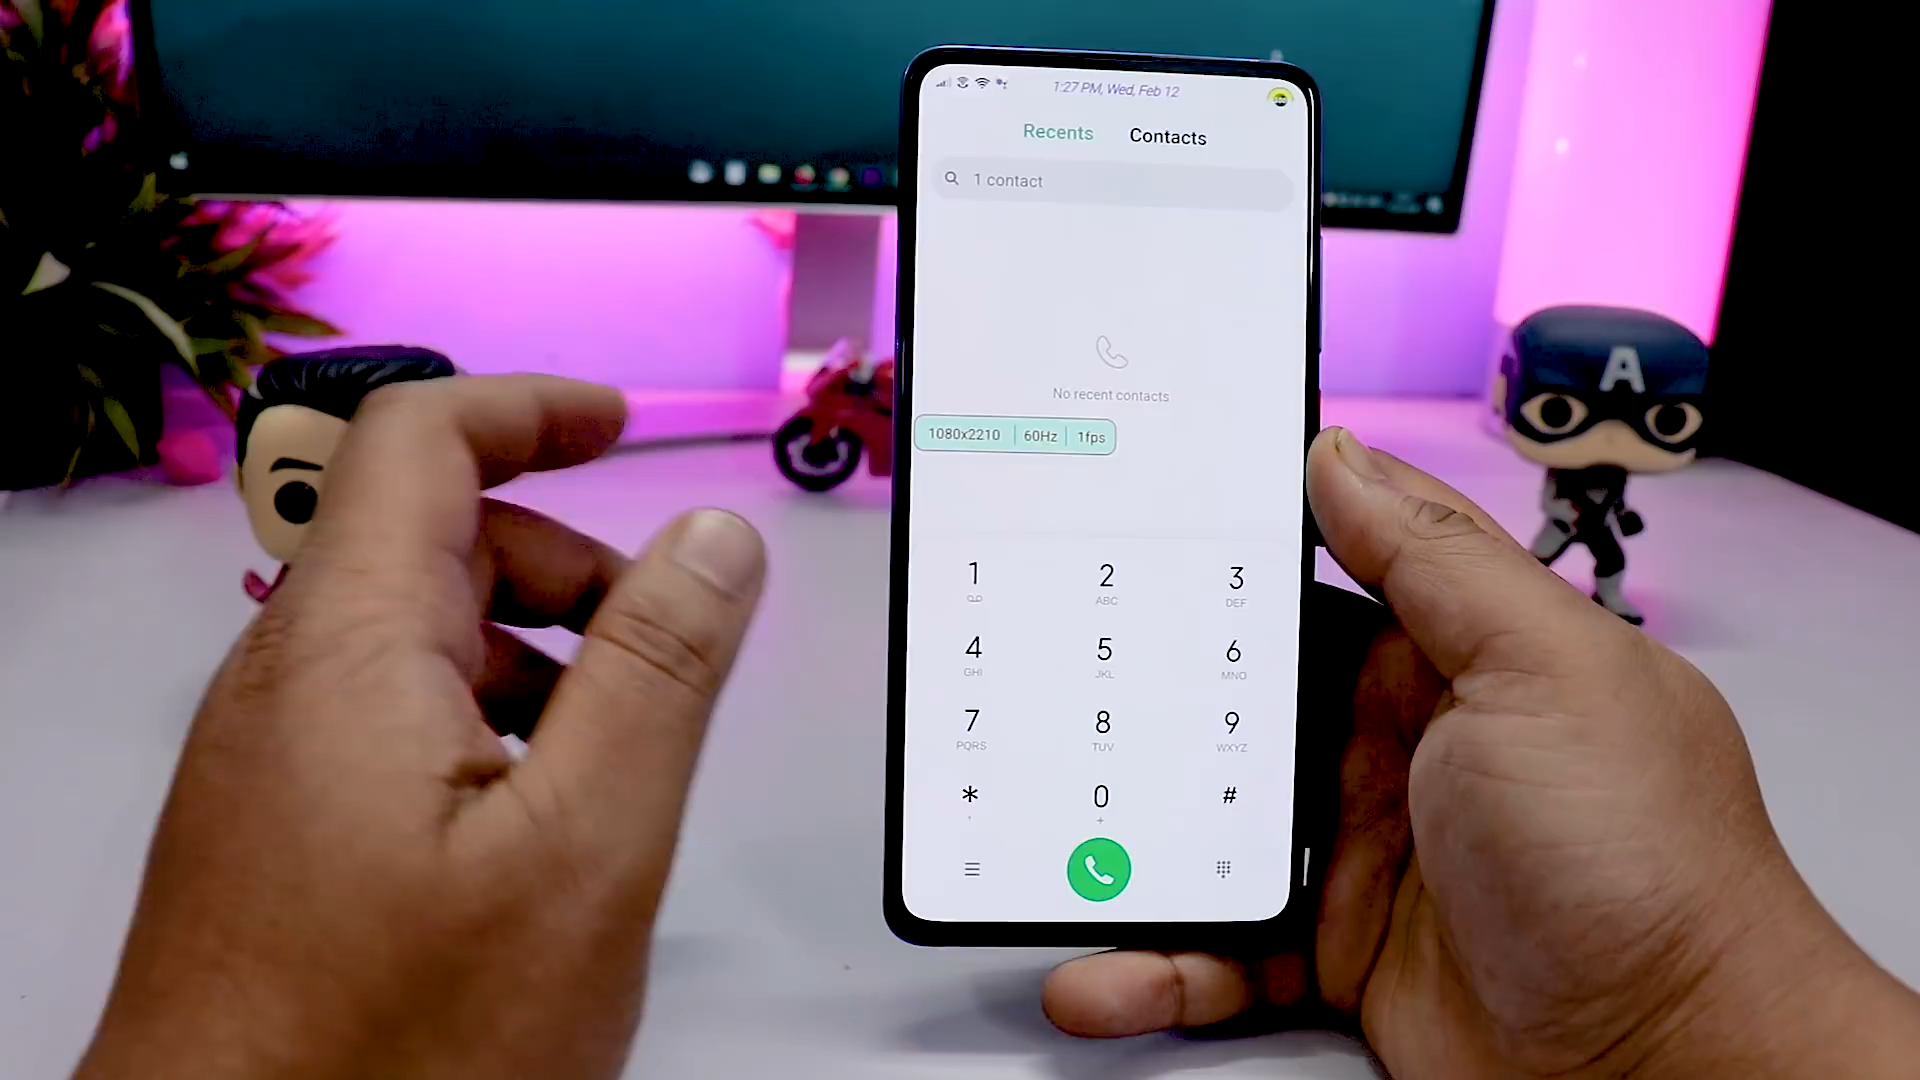 1:27 PM, Wed, Feb 12
Recents Contacts
1 contact
No recent contacts
1080x2210 60Hz 1fps
1 2 3
ABC DEF
4 5 6
GHI JKL MNO
7 8 9
PQRS TUV WXYZ
* 0 #
+
A